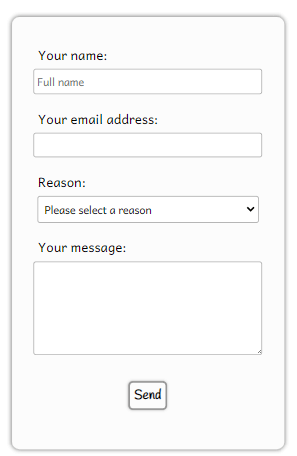 Your name:
Full name
Your email address:
Reason:
Please select a reason
Your message:
Send